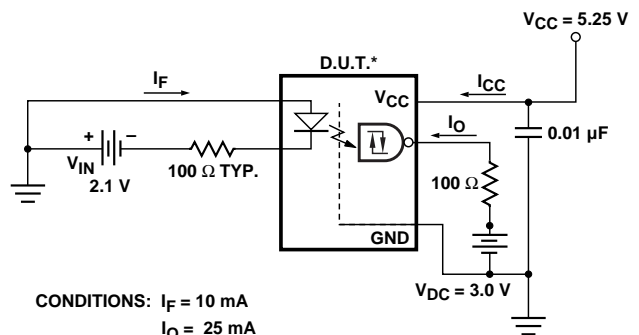 V_CC = 5.25 V
D.U.T.*
I_F
I_CC
V_CC
I_O
0.01 µF
+
–
V_IN
2.1 V
100 Ω TYP.
100 Ω
GND
V_DC = 3.0 V
CONDITIONS: I_F = 10 mA
I_O = 25 mA